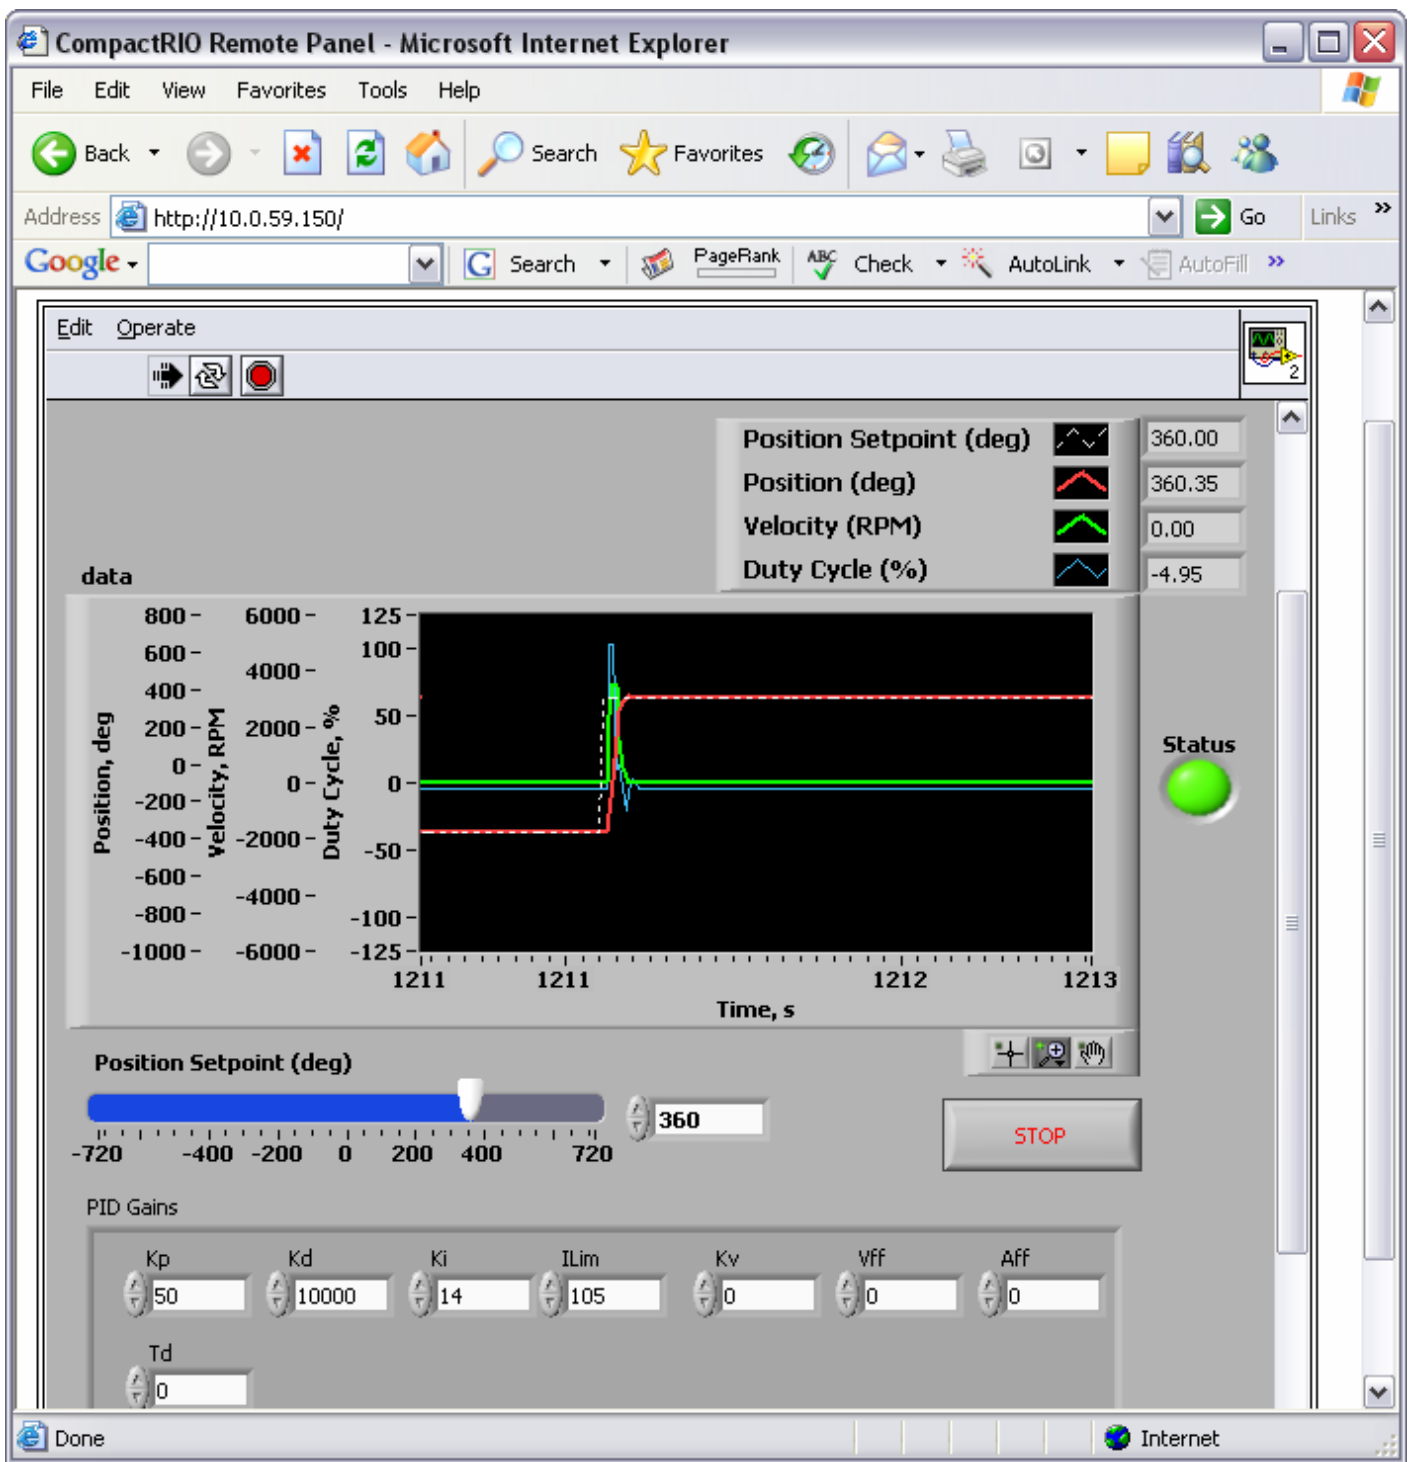 CompactRIO Remote Panel - Microsoft Internet Explorer
File Edit View Favorites Tools Help
Back Search Favorites
Address http://10.0.59.150/ Go Links »
Google G Search PageRank ABC Check AutoLink AutoFill »
Edit Operate
2
Position Setpoint (deg) 360.00
Position (deg) 360.35
Velocity (RPM) 0.00
Duty Cycle (%) -4.95
data
Position, deg
800
600
400
200
0
-200
-400
-600
-800
-1000
Velocity, RPM
6000
4000
2000
0
-2000
-4000
-6000
Duty Cycle, %
125
100
50
0
-50
-100
-125
1211 1211 1212 1213
Time, s
Status
Position Setpoint (deg)
360
-720 -400 -200 0 200 400 720
STOP
PID Gains
Kp Kd Ki ILim Kv Vff Aff
50 10000 14 105 0 0 0
Td
0
Done Internet